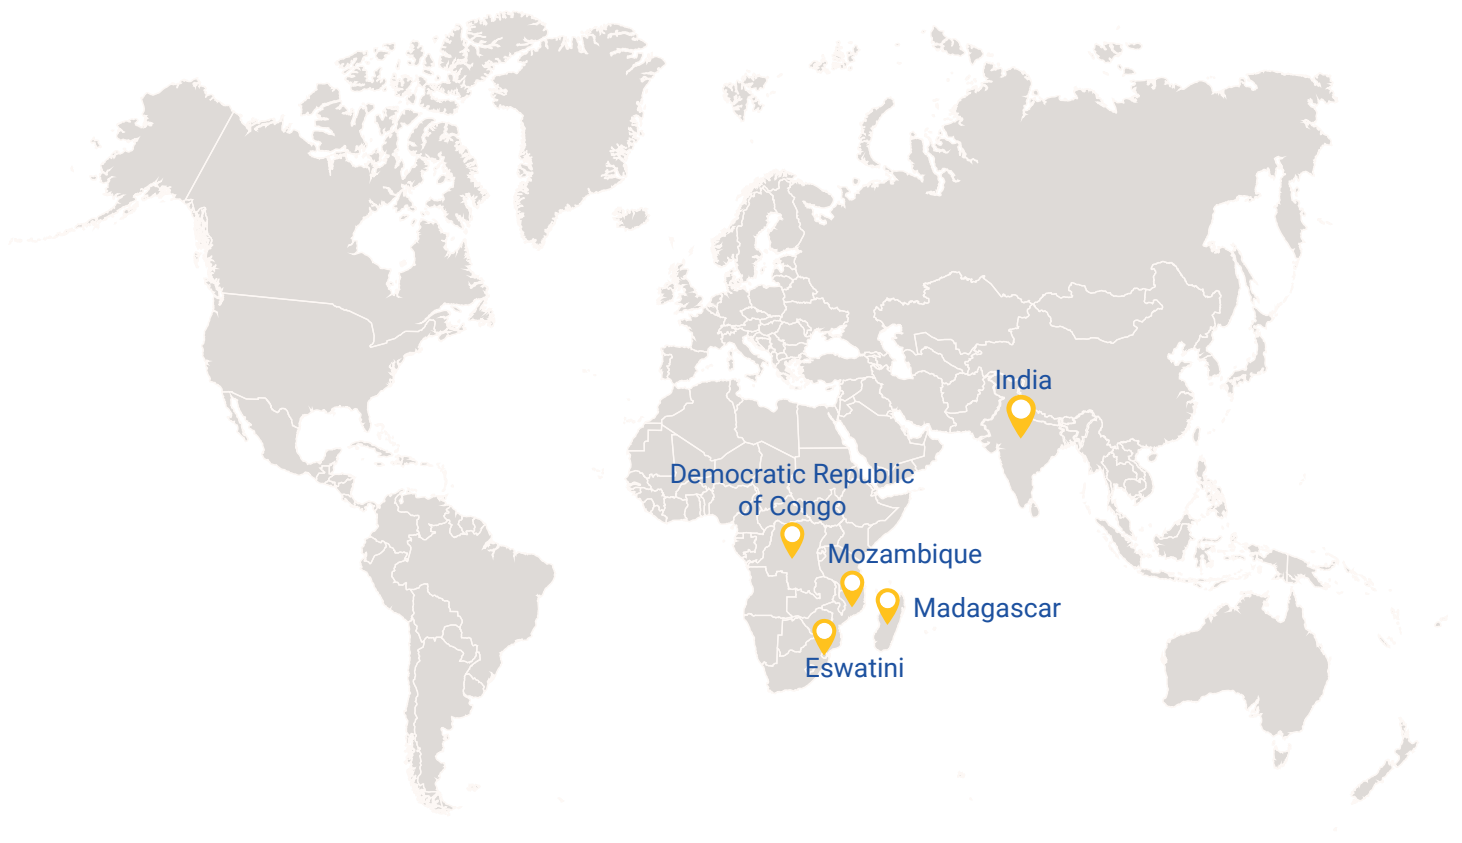 India
Democratic Republic
of Congo
Mozambique
Madagascar
Eswatini